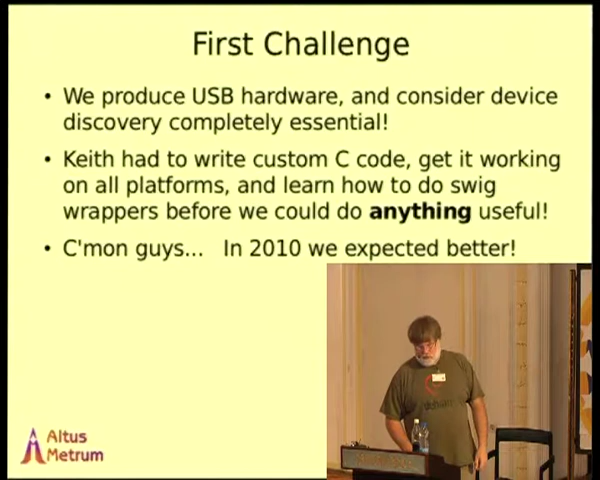 First Challenge
• We produce USB hardware, and consider device
discovery completely essential!
• Keith had to write custom C code, get it working
on all platforms, and learn how to do swig
wrappers before we could do anything useful!
• C'mon guys... In 2010 we expected better!
debian
Altus
Metrum